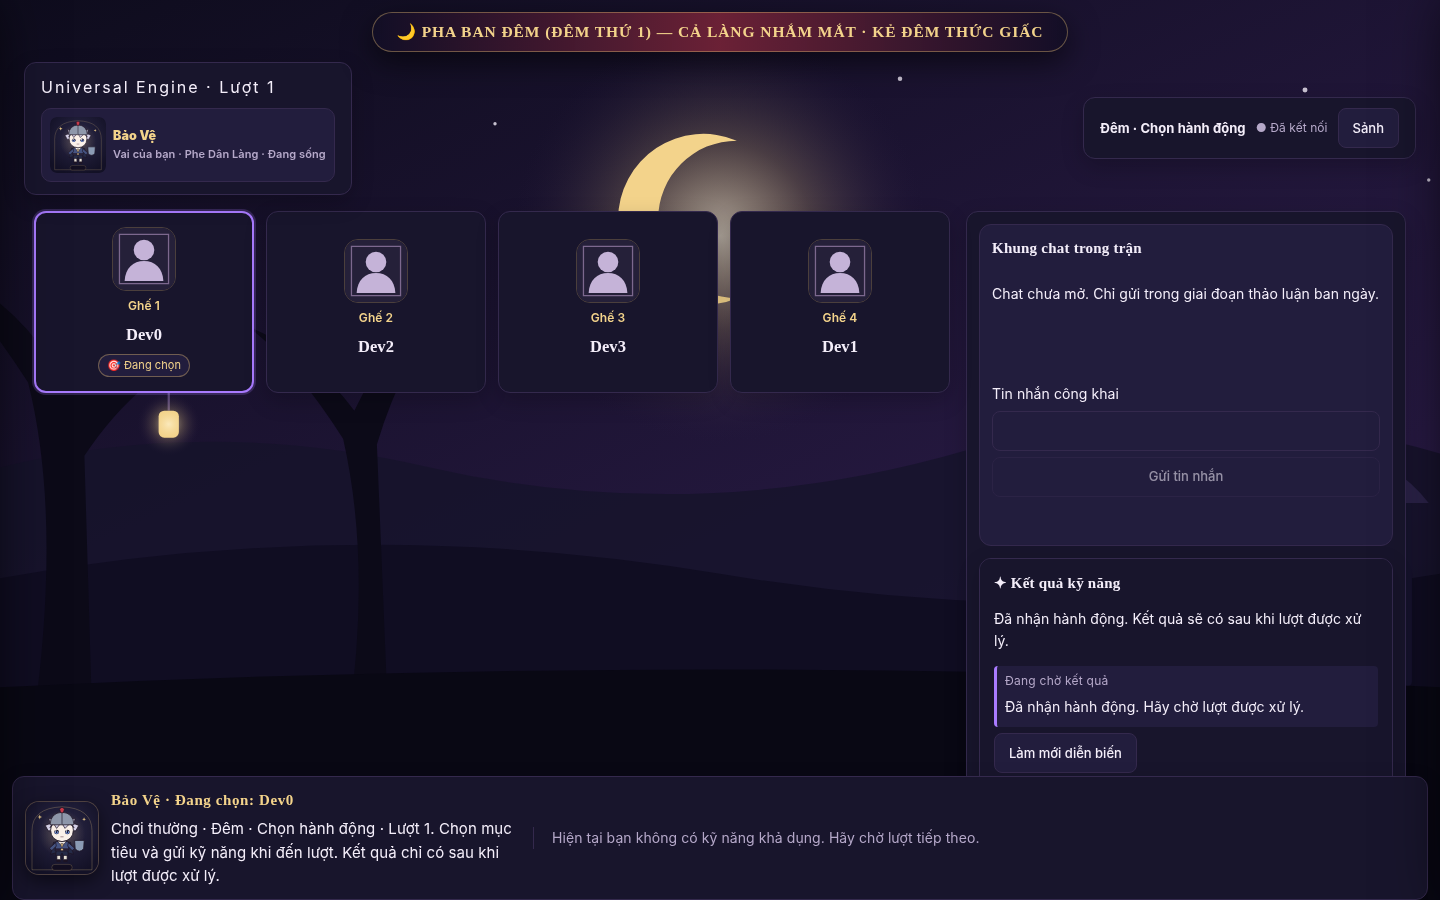 🌙 PHA BAN ĐÊM (ĐÊM THỨ 1) — CẢ LÀNG NHẮM MẮT · KẺ ĐÊM THỨC GIẤC
Universal Engine · Lượt 1
Bảo Vệ
Vai của bạn · Phe Dân Làng · Đang sống
Đêm · Chọn hành động
Đã kết nối
Sảnh
Ghế 1
Dev0
🎯 Đang chọn
Ghế 2
Dev2
Ghế 3
Dev3
Ghế 4
Dev1
Khung chat trong trận
Chat chưa mở. Chỉ gửi trong giai đoạn thảo luận ban ngày.
Tin nhắn công khai
Gửi tin nhắn
✦ Kết quả kỹ năng
Đã nhận hành động. Kết quả sẽ có sau khi lượt được xử
lý.
Đang chờ kết quả
Đã nhận hành động. Hãy chờ lượt được xử lý.
Làm mới diễn biến
Bảo Vệ · Đang chọn: Dev0
Chơi thường · Đêm · Chọn hành động · Lượt 1. Chọn mục
tiêu và gửi kỹ năng khi đến lượt. Kết quả chỉ có sau khi
lượt được xử lý.
Hiện tại bạn không có kỹ năng khả dụng. Hãy chờ lượt tiếp theo.